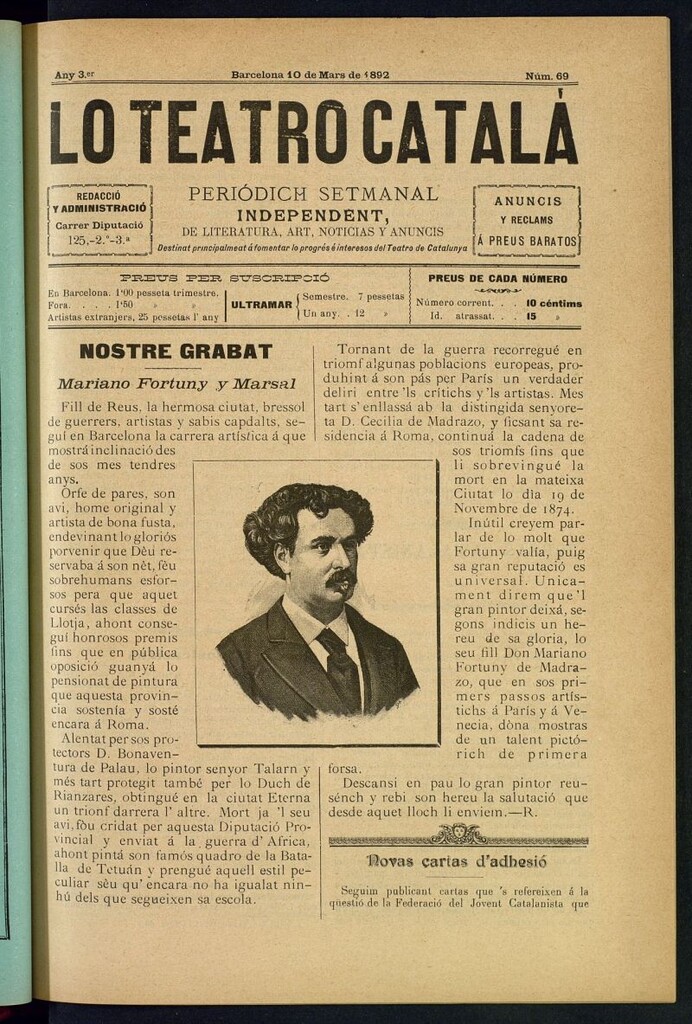 Any 3.er
Barcelona 10 de Mars de 1892
Núm. 69
LO TEATRO CATALÁ
REDACCIÓ
Y ADMINISTRACIÓ
Carrer Diputació
125,-2.º-3.ª
PERIÓDICH SETMANAL
INDEPENDENT,
DE LITERATURA, ART, NOTICIAS Y ANUNCIS
Destinat principalmeat á fomentar lo progrés é interesos del Teatro de Catalunya
ANUNCIS
Y RECLAMS
Á PREUS BARATOS
PREUS PER SUSCRIPCIÓ
En Barcelona. 1'00 pesseta trimestre.
Fora. . . . 1'50 » »
Artistas extranjers, 25 pessetas l' any
ULTRAMAR
Semestre. 7 pessetas
Un any. . 12 »
PREUS DE CADA NÚMERO
Número corrent. . . 10 céntims
Id. atrassat. . . 15 »
NOSTRE GRABAT
Mariano Fortuny y Marsal
Fill de Reus, la hermosa ciutat, bressol
de guerrers, artistas y sabis capdalts, se-
guí en Barcelona la carrera artística á que
mostrá inclinació des
de sos mes tendres
anys.
Orfe de pares, son
avi, home original y
artista de bona fusta,
endevinant lo gloriós
porvenir que Dèu re-
servaba á son nèt, fèu
sobrehumans esfor-
sos pera que aquet
cursés las classes de
Llotja, ahont conse-
guí honrosos premis
fins que en pública
oposició guanyá lo
pensionat de pintura
que aquesta provin-
cia sostenía y sosté
encara á Roma.
Alentat per sos pro-
tectors D. Bonaven-
tura de Palau, lo pintor senyor Talarn y
més tart protegit també per lo Duch de
Rianzares, obtingué en la ciutat Eterna
un triomf darrera l' altre. Mort ja 'l seu
avi, fòu cridat per aquesta Diputació Pro-
vincial y enviat á la guerra d' Africa,
ahont pintá son famós quadro de la Bata-
lla de Tetuán y prengué aquell estil pe-
culiar sèu qu' encara no ha igualat nin-
hú dels que segueixen sa escola.
Tornant de la guerra recorregué en
triomf algunas poblacions europeas, pro-
duhint á son pás per París un verdader
deliri entre 'ls crítichs y 'ls artistas. Mes
tart s' enllassá ab la distingida senyore-
ta D. Cecilia de Madrazo, y ficsant sa re-
sidencia á Roma, continuá la cadena de
sos triomfs fins que
li sobrevingué la
mort en la mateixa
Ciutat lo dia 19 de
Novembre de 1874.
Inútil creyem par-
lar de lo molt que
Fortuny valía, puig
sa gran reputació es
universal. Unica-
ment direm que 'l
gran pintor deixá, se-
gons indicis un he-
reu de sa gloria, lo
seu fill Don Mariano
Fortuny de Madra-
zo, que en sos pri-
mers passos artís-
tichs á París y á Ve-
necia, dòna mostras
de un talent pictó-
rich de primera
forsa.
Descansi en pau lo gran pintor reu-
sénch y rebi son hereu la salutació que
desde aquet lloch li enviem.—R.
Novas cartas d'adhesió
Seguim publicant cartas que 's refereixen á la
qüestió de la Federació del Jovent Catalanista que